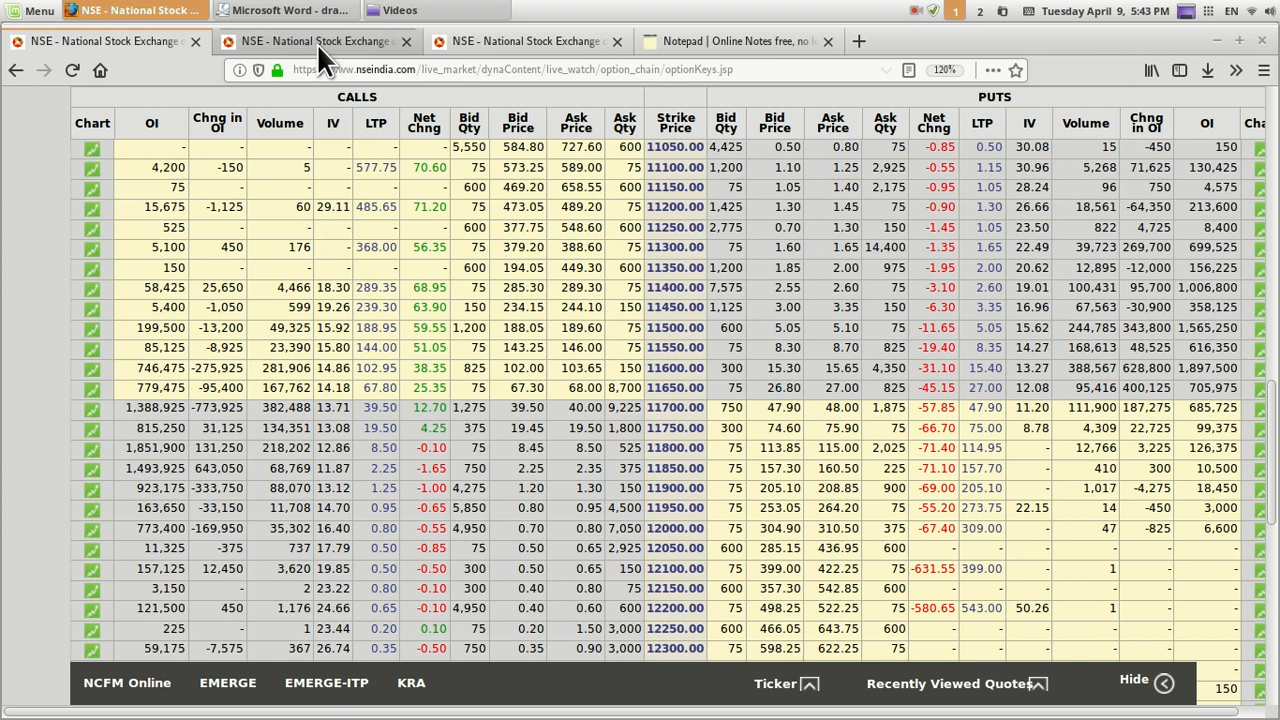 Menu NSE - National Stock ... Microsoft Word - dra... Videos 1 2 Tuesday April 9, 5:43 PM EN
NSE - National Stock Exchange o NSE - National Stock Exchange o NSE - National Stock Exchange o Notepad | Online Notes free, no l
www.nseindia.com/live_market/dynaContent/live_watch/option_chain/optionKeys.jsp 120%
CALLS PUTS
Chart OI Chng in OI Volume IV LTP Net Chng Bid Qty Bid Price Ask Price Ask Qty Strike Price Bid Qty Bid Price Ask Price Ask Qty Net Chng LTP IV Volume Chng in OI OI Cha
- - - - - - 5,550 584.80 727.60 600 11050.00 4,425 0.50 0.80 75 -0.85 0.50 30.08 15 -450 150
4,200 -150 5 - 577.75 70.60 75 573.25 589.00 75 11100.00 1,200 1.10 1.25 2,925 -0.55 1.15 30.96 5,268 71,625 130,425
75 - - - - - 600 469.20 658.55 600 11150.00 75 1.05 1.40 2,175 -0.95 1.05 28.24 96 750 4,575
15,675 -1,125 60 29.11 485.65 71.20 75 473.05 489.20 75 11200.00 1,425 1.30 1.45 75 -0.90 1.30 26.66 18,561 -64,350 213,600
525 - - - - - 600 377.75 548.60 600 11250.00 2,775 0.70 1.30 150 -1.45 1.05 23.50 822 4,725 8,400
5,100 450 176 - 368.00 56.35 75 379.20 388.60 75 11300.00 75 1.60 1.65 14,400 -1.35 1.65 22.49 39,723 269,700 699,525
150 - - - - - 600 194.05 449.30 600 11350.00 1,200 1.85 2.00 975 -1.95 2.00 20.62 12,895 -12,000 156,225
58,425 25,650 4,466 18.30 289.35 68.95 75 285.30 289.30 75 11400.00 7,575 2.55 2.60 75 -3.10 2.60 19.01 100,431 95,700 1,006,800
5,400 -1,050 599 19.26 239.30 63.90 150 234.15 244.10 150 11450.00 1,125 3.00 3.35 150 -6.30 3.35 16.96 67,563 -30,900 358,125
199,500 -13,200 49,325 15.92 188.95 59.55 1,200 188.05 189.60 75 11500.00 600 5.05 5.10 75 -11.65 5.05 15.62 244,785 343,800 1,565,250
85,125 -8,925 23,390 15.80 144.00 51.05 75 143.25 146.00 75 11550.00 75 8.30 8.70 825 -19.40 8.35 14.27 168,613 48,525 616,350
746,475 -275,925 281,906 14.86 102.95 38.35 825 102.00 103.65 150 11600.00 300 15.30 15.65 4,350 -31.10 15.40 13.27 388,567 628,800 1,897,500
779,475 -95,400 167,762 14.18 67.80 25.35 75 67.30 68.00 8,700 11650.00 75 26.80 27.00 825 -45.15 27.00 12.08 95,416 400,125 705,975
1,388,925 -773,925 382,488 13.71 39.50 12.70 1,275 39.50 40.00 9,225 11700.00 750 47.90 48.00 1,875 -57.85 47.90 11.20 111,900 187,275 685,725
815,250 31,125 134,351 13.08 19.50 4.25 375 19.45 19.50 1,800 11750.00 300 74.60 75.90 75 -66.70 75.00 8.78 4,309 22,725 99,375
1,851,900 131,250 218,202 12.86 8.50 -0.10 75 8.45 8.50 525 11800.00 75 113.85 115.00 2,025 -71.40 114.95 - 12,766 3,225 126,375
1,493,925 643,050 68,769 11.87 2.25 -1.65 750 2.25 2.35 375 11850.00 75 157.30 160.50 225 -71.10 157.70 - 410 300 10,500
923,175 -333,750 88,070 13.12 1.25 -1.00 4,275 1.20 1.30 150 11900.00 75 205.10 208.85 900 -69.00 205.10 - 1,017 -4,275 18,450
163,650 -33,150 11,708 14.70 0.95 -0.65 5,850 0.80 0.95 4,500 11950.00 75 253.05 264.20 75 -55.20 273.75 22.15 14 -450 3,000
773,400 -169,950 35,302 16.40 0.80 -0.55 4,950 0.70 0.80 7,050 12000.00 75 304.90 310.50 375 -67.40 309.00 - 47 -825 6,600
11,325 -375 737 17.79 0.50 -0.85 75 0.50 0.65 2,925 12050.00 600 285.15 436.95 600 - - - - - -
157,125 12,450 3,620 19.85 0.50 -0.50 300 0.50 0.65 150 12100.00 75 399.00 422.25 75 -631.55 399.00 - 1 - -
3,150 - 2 23.22 0.80 -0.10 300 0.40 0.80 75 12150.00 600 357.30 542.85 600 - - - - - -
121,500 450 1,176 24.66 0.65 -0.10 4,950 0.40 0.60 600 12200.00 75 498.25 522.25 75 -580.65 543.00 50.26 1 - -
225 - 1 23.44 0.20 0.10 75 0.20 1.50 3,000 12250.00 600 466.05 643.75 600 - - - - - -
59,175 -7,575 367 26.74 0.35 -0.50 750 0.35 0.90 3,000 12300.00 75 598.25 622.25 75 - - - - - -
-
NCFM Online EMERGE EMERGE-ITP KRA Ticker Recently Viewed Quotes Hide
150